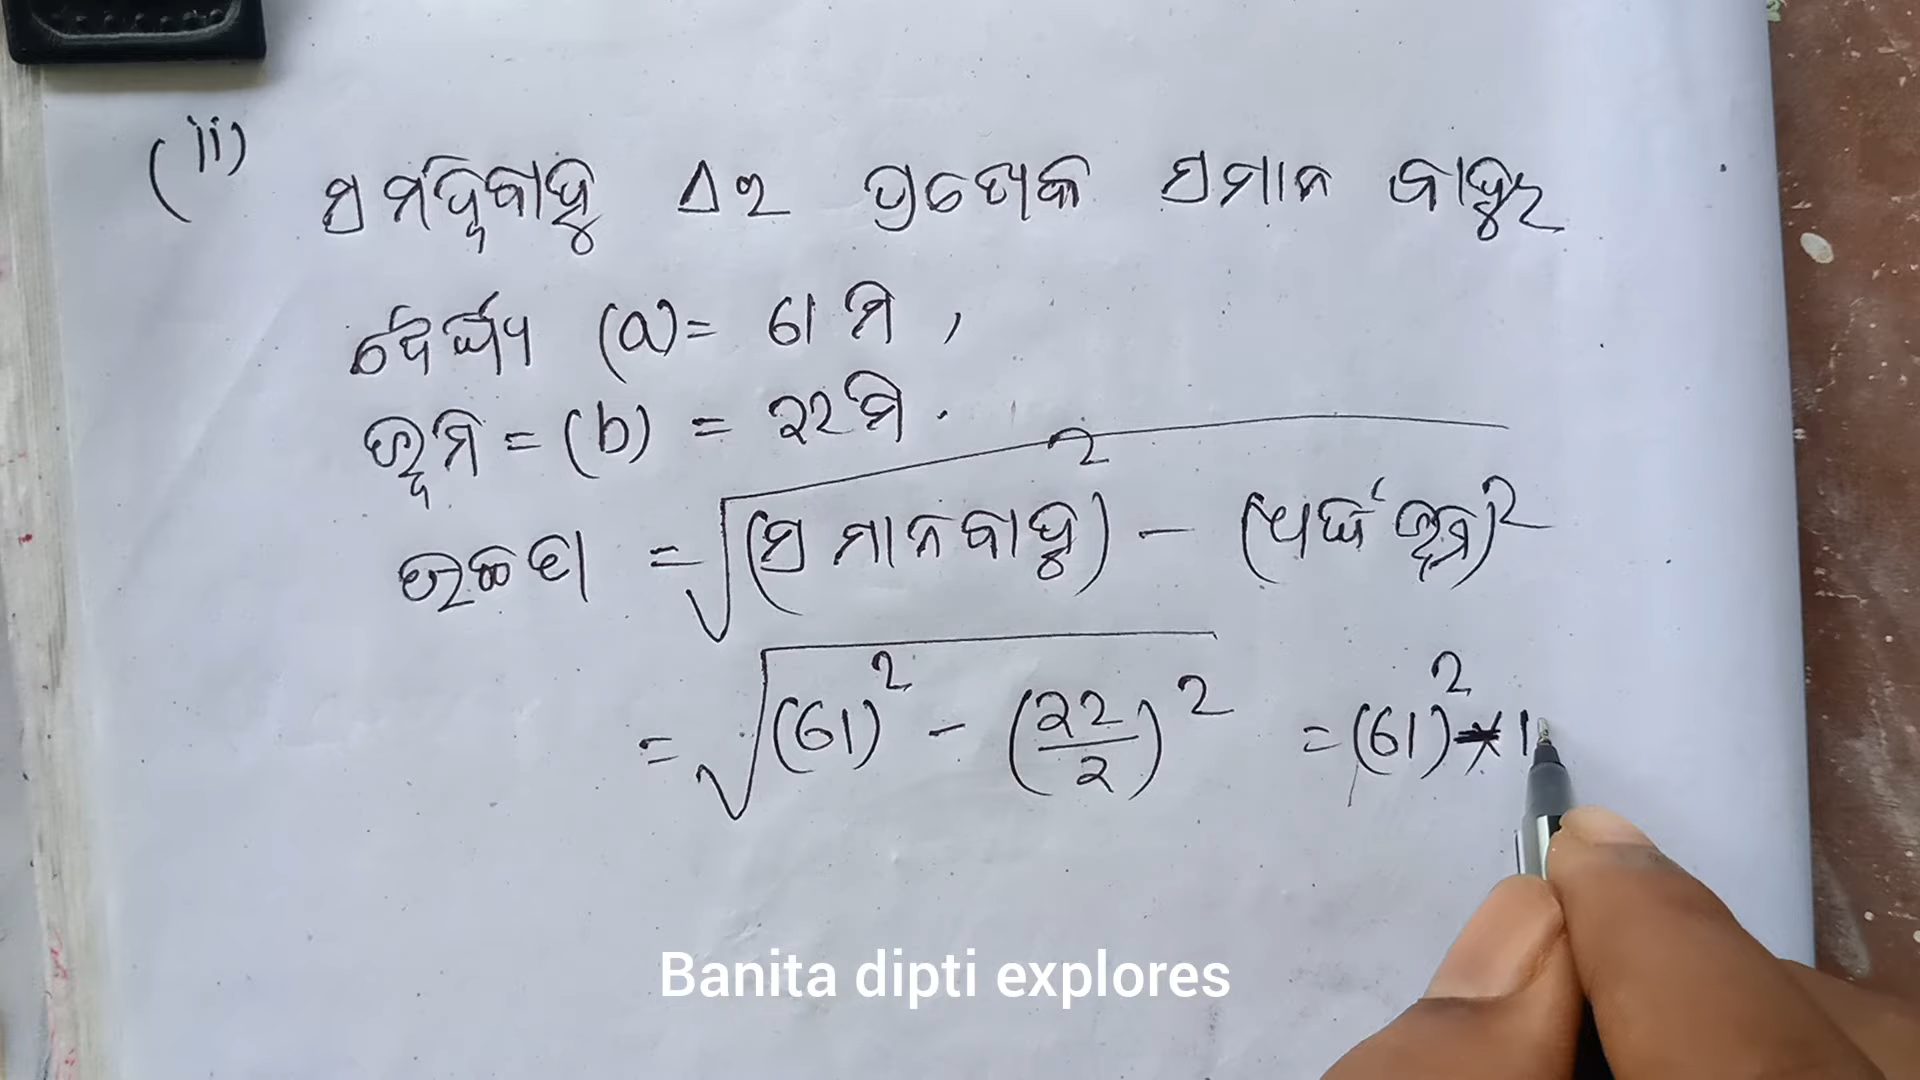 (ii) ସମଦ୍ୱିବାହୁ Δର ପ୍ରତ୍ୟେକ ସମାନ ବାହୁର
ଦୈର୍ଘ୍ୟ (a) = 61 ମି ,
ଭୂମି = (b) = 22 ମି .
ଉଚ୍ଚତା = √(ସମାନବାହୁ)² − (ଅର୍ଦ୍ଧ ଭୂମି)²
= √(61)² − (22/2)² = (61)² − 1
Banita dipti explores